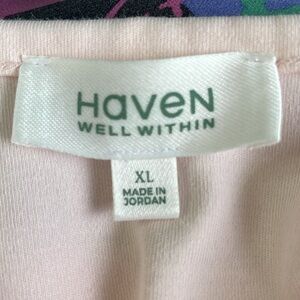 HaveN
WELL WITHIN
XL
MADE IN
JORDAN